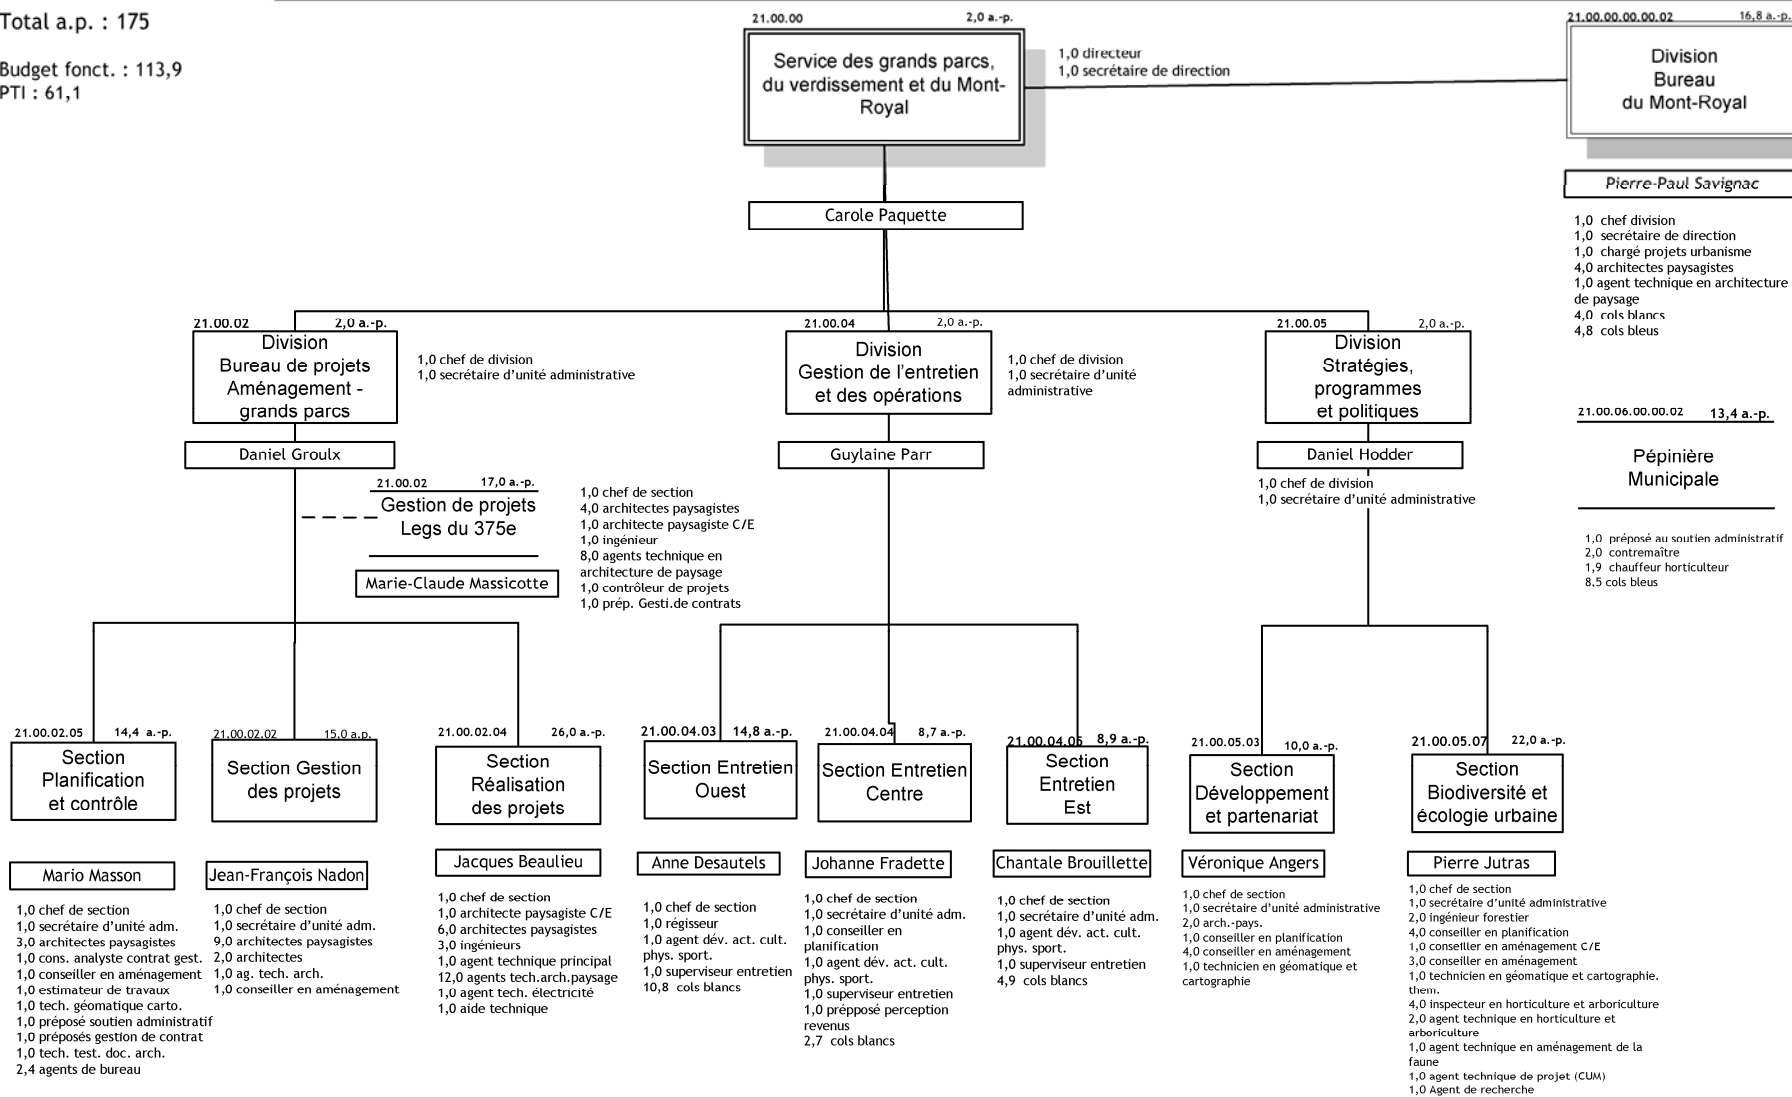 Total a.p. : 175
Budget fonct. : 113,9
PTI : 61,1
21.00.00
2,0 a.-p.
Service des grands parcs,
du verdissement et du Mont-
Royal
1,0 directeur
1,0 secrétaire de direction
Carole Paquette
21.00.00.00.00.02
16,8 a.-p.
Division
Bureau
du Mont-Royal
Pierre-Paul Savignac
1,0 chef division
1,0 secrétaire de direction
1,0 chargé projets urbanisme
4,0 architectes paysagistes
1,0 agent technique en architecture
de paysage
4,0 cols blancs
4,8 cols bleus
21.00.02
2,0 a.-p.
Division
Bureau de projets
Aménagement -
grands parcs
1,0 chef de division
1,0 secrétaire d’unité administrative
Daniel Groulx
21.00.04
2,0 a.-p.
Division
Gestion de l’entretien
et des opérations
1,0 chef de division
1,0 secrétaire d’unité
administrative
Guylaine Parr
21.00.05
2,0 a.-p.
Division
Stratégies,
programmes
et politiques
Daniel Hodder
1,0 chef de division
1,0 secrétaire d’unité administrative
21.00.06.00.00.02
13,4 a.-p.
Pépinière
Municipale
1,0 préposé au soutien administratif
2,0 contremaître
1,9 chauffeur horticulteur
8,5 cols bleus
21.00.02
17,0 a.-p.
Gestion de projets
Legs du 375e
Marie-Claude Massicotte
1,0 chef de section
4,0 architectes paysagistes
1,0 architecte paysagiste C/E
1,0 ingénieur
8,0 agents technique en
architecture de paysage
1,0 contrôleur de projets
1,0 prép. Gesti.de contrats
21.00.02.05
14,4 a.-p.
Section
Planification
et contrôle
Mario Masson
1,0 chef de section
1,0 secrétaire d’unité adm.
3,0 architectes paysagistes
1,0 cons. analyste contrat gest.
1,0 conseiller en aménagement
1,0 estimateur de travaux
1,0 tech. géomatique carto.
1,0 préposé soutien administratif
1,0 préposés gestion de contrat
1,0 tech. test. doc. arch.
2,4 agents de bureau
21.00.02.02
15,0 a.p.
Section Gestion
des projets
Jean-François Nadon
1,0 chef de section
1,0 secrétaire d’unité adm.
9,0 architectes paysagistes
2,0 architectes
1,0 ag. tech. arch.
1,0 conseiller en aménagement
21.00.02.04
26,0 a.-p.
Section
Réalisation
des projets
Jacques Beaulieu
1,0 chef de section
1,0 architecte paysagiste C/E
6,0 architectes paysagistes
3,0 ingénieurs
1,0 agent technique principal
12,0 agents tech.arch.paysage
1,0 agent tech. électricité
1,0 aide technique
21.00.04.03
14,8 a.-p.
Section Entretien
Ouest
Anne Desautels
1,0 chef de section
1,0 régisseur
1,0 agent dév. act. cult.
phys. sport.
1,0 superviseur entretien
10,8 cols blancs
21.00.04.04
8,7 a.-p.
Section Entretien
Centre
Johanne Fradette
1,0 chef de section
1,0 secrétaire d’unité adm.
1,0 conseiller en
planification
1,0 agent dév. act. cult.
phys. sport.
1,0 superviseur entretien
1,0 prépposé perception
revenus
2,7 cols blancs
21.00.04.05
8,9 a.-p.
Section
Entretien
Est
Chantale Brouillette
1,0 chef de section
1,0 secrétaire d’unité adm.
1,0 agent dév. act. cult.
phys. sport.
1,0 superviseur entretien
4,9 cols blancs
21.00.05.03
10,0 a.-p.
Section
Développement
et partenariat
Véronique Angers
1,0 chef de section
1,0 secrétaire d’unité administrative
2,0 arch.-pays.
1,0 conseiller en planification
4,0 conseiller en aménagement
1,0 technicien en géomatique et
cartographie
21.00.05.07
22,0 a.-p.
Section
Biodiversité et
écologie urbaine
Pierre Jutras
1,0 chef de section
1,0 secrétaire d’unité administrative
2,0 ingénieur forestier
4,0 conseiller en planification
1,0 conseiller en aménagement C/E
3,0 conseiller en aménagement
1,0 technicien en géomatique et cartographie.
them.
4,0 inspecteur en horticulture et arboriculture
2,0 agent technique en horticulture et
arboriculture
1,0 agent technique en aménagement de la
faune
1,0 agent technique de projet (CUM)
1,0 Agent de recherche